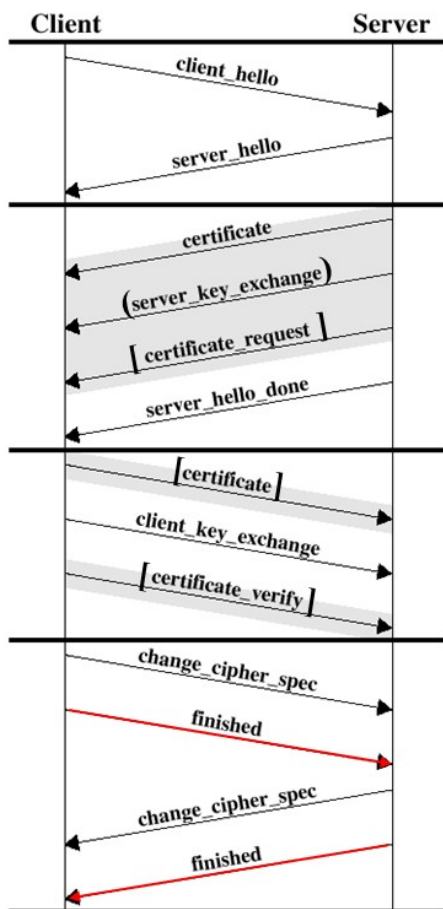 Client Server
client_hello
server_hello
certificate
(server_key_exchange)
[ certificate_request ]
server_hello_done
[certificate]
client_key_exchange
[certificate_verify]
change_cipher_spec
finished
change_cipher_spec
finished